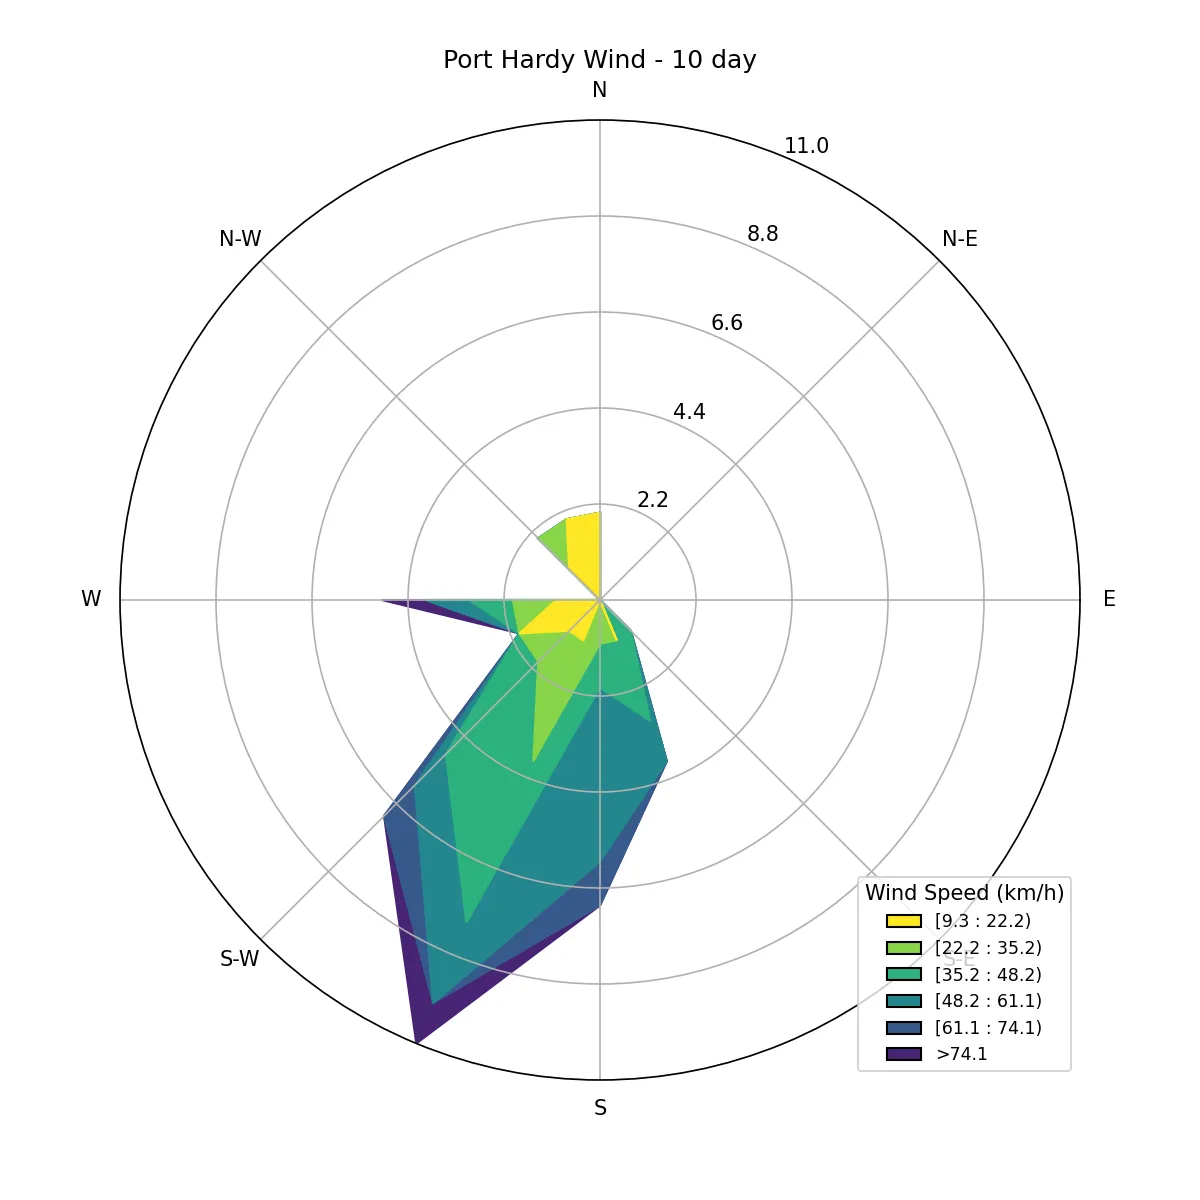 Port Hardy Wind - 10 day
N
11.0
N-W
8.8
N-E
6.6
4.4
2.2
W
E
S-W
S-E
Wind Speed (km/h)
[9.3 : 22.2)
[22.2 : 35.2)
[35.2 : 48.2)
[48.2 : 61.1)
[61.1 : 74.1)
>74.1
S